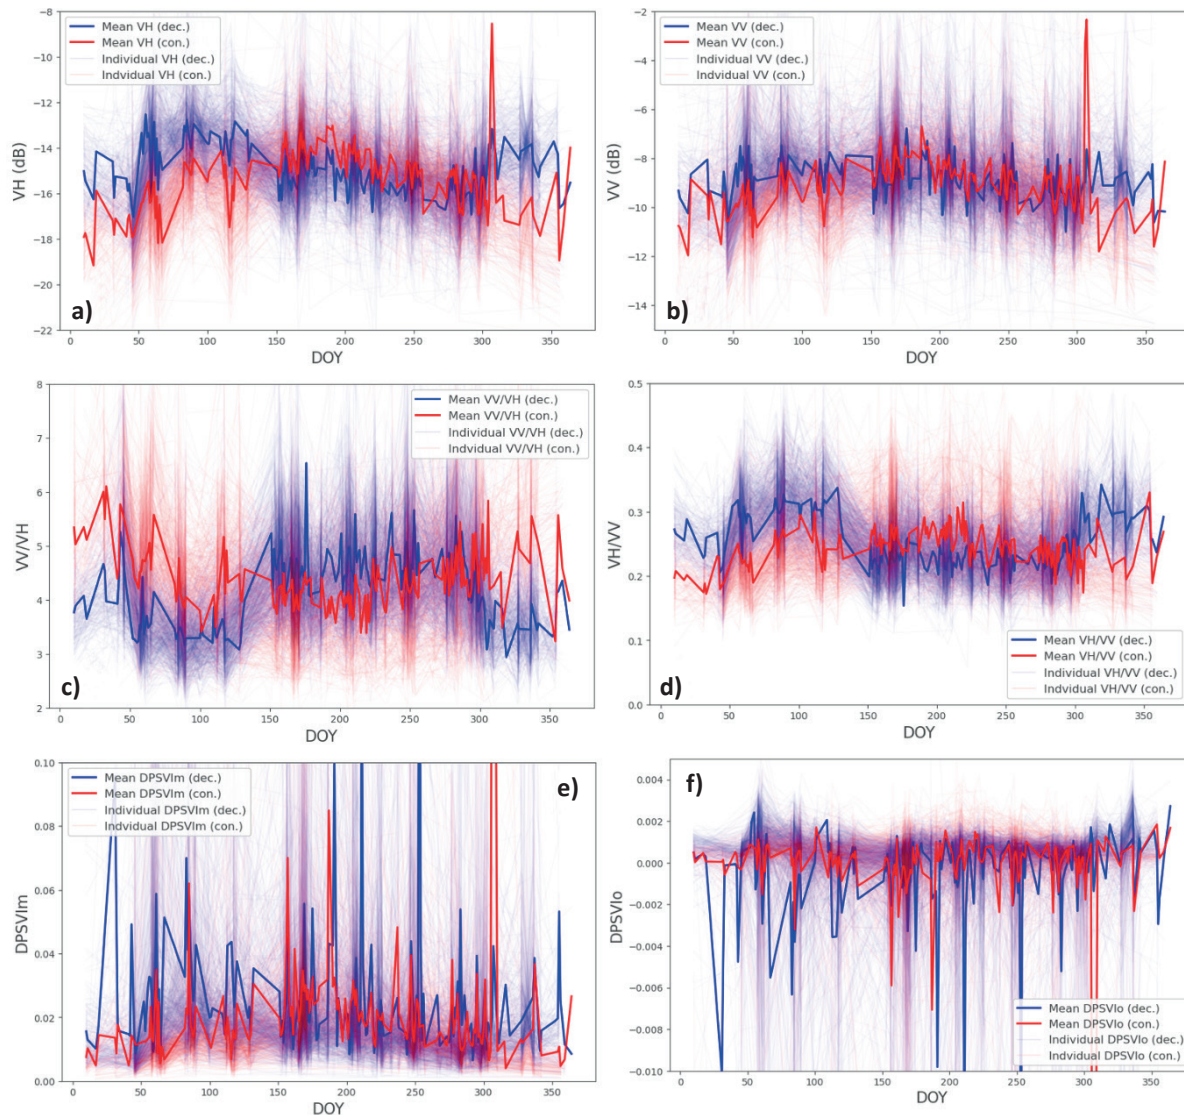 −8
−10
−12
−14
−16
−18
−20
−22
VH (dB)
Mean VH (dec.)
Mean VH (con.)
Individual VH (dec.)
Indvidual VH (con.)
a)
0 50 100 150 200 250 300 350
DOY
−2
−4
−6
−8
−10
−12
−14
VV (dB)
Mean VV (dec.)
Mean VV (con.)
Individual VV (dec.)
Indvidual VV (con.)
b)
0 50 100 150 200 250 300 350
DOY
8
7
6
5
4
3
2
VV/VH
Mean VV/VH (dec.)
Mean VV/VH (con.)
Individual VV/VH (dec.)
Indvidual VV/VH (con.)
c)
0 50 100 150 200 250 300 350
DOY
0.5
0.4
0.3
0.2
0.1
0.0
VH/VV
Mean VH/VV (dec.)
Mean VH/VV (con.)
Individual VH/VV (dec.)
Indvidual VH/VV (con.)
d)
0 50 100 150 200 250 300 350
DOY
0.10
0.08
0.06
0.04
0.02
0.00
DPSVIm
Mean DPSVIm (dec.)
Mean DPSVIm (con.)
Individual DPSVIm (dec.)
Indvidual DPSVIm (con.)
e)
0 50 100 150 200 250 300 350
DOY
0.004
0.002
0.000
−0.002
−0.004
−0.006
−0.008
−0.010
DPSVIo
f)
Mean DPSVIo (dec.)
Mean DPSVIo (con.)
Individual DPSVIo (dec.)
Indvidual DPSVIo (con.)
0 50 100 150 200 250 300 350
DOY